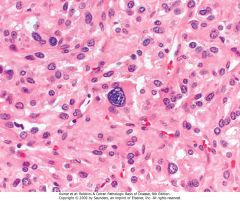 Kumar et al: Robbins & Cotran Pathologic Basis of Disease, 8th Edition.
Copyright © 2009 by Saunders, an imprint of Elsevier, Inc. All rights reserved.